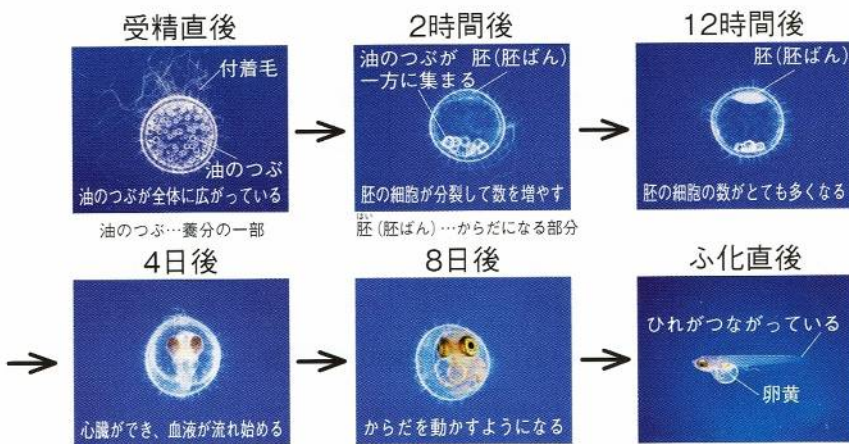 受精直後
付着毛
油のつぶ
油のつぶが全体に広がっている
油のつぶ…養分の一部
2時間後
油のつぶが
一方に集まる
胚(胚ばん)
胚の細胞が分裂して数を増やす
はい
胚(胚ばん)…からだになる部分
12時間後
胚(胚ばん)
胚の細胞の数がとても多くなる
4日後
心臓ができ、血液が流れ始める
8日後
からだを動かすようになる
ふ化直後
ひれがつながっている
卵黄